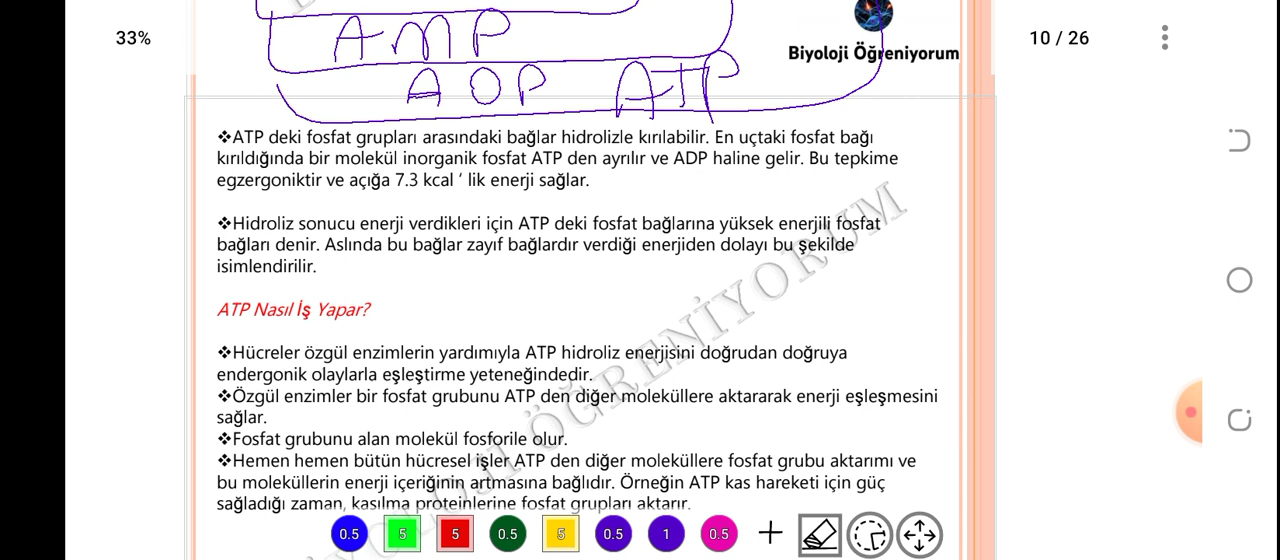 33%
10 / 26
AMP
Biyoloji Öğreniyorum
ADP ATP
❖ATP deki fosfat grupları arasındaki bağlar hidrolizle kırılabilir. En uçtaki fosfat bağı
kırıldığında bir molekül inorganik fosfat ATP den ayrılır ve ADP haline gelir. Bu tepkime
egzergoniktir ve açığa 7.3 kcal ‘ lik enerji sağlar.
❖Hidroliz sonucu enerji verdikleri için ATP deki fosfat bağlarına yüksek enerjili fosfat
bağları denir. Aslında bu bağlar zayıf bağlardır verdiği enerjiden dolayı bu şekilde
isimlendirilir.
ATP Nasıl İş Yapar?
❖Hücreler özgül enzimlerin yardımıyla ATP hidroliz enerjisini doğrudan doğruya
endergonik olaylarla eşleştirme yeteneğindedir.
❖Özgül enzimler bir fosfat grubunu ATP den diğer moleküllere aktararak enerji eşleşmesini
sağlar.
❖Fosfat grubunu alan molekül fosforile olur.
❖Hemen hemen bütün hücresel işler ATP den diğer moleküllere fosfat grubu aktarımı ve
bu moleküllerin enerji içeriğinin artmasına bağlıdır. Örneğin ATP kas hareketi için güç
sağladığı zaman, kasılma proteinlerine fosfat grupları aktarır.
BİYOLOJİ ÖĞRENİYORUM
0.5 5 5 0.5 5 0.5 1 0.5